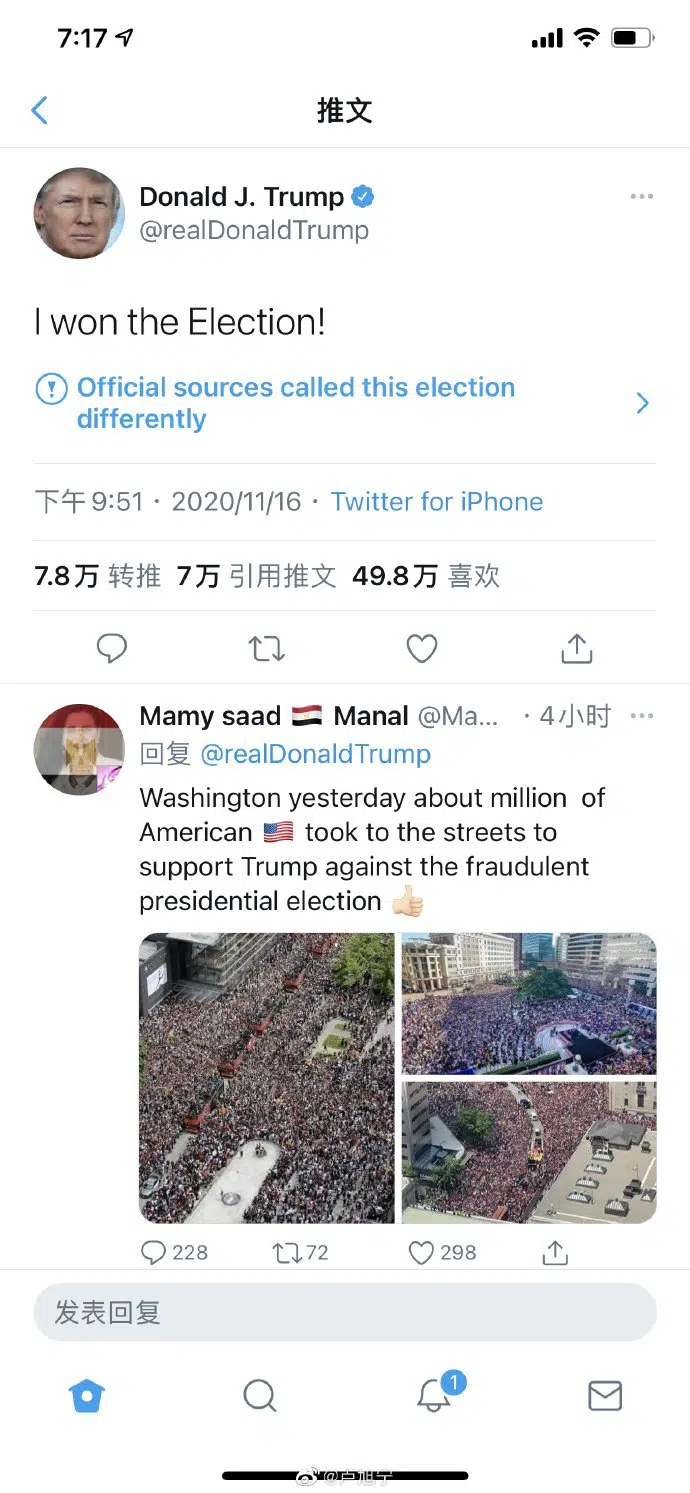 7:17
推文
Donald J. Trump
@realDonaldTrump
I won the Election!
Official sources called this election
differently
下午 9:51 · 2020/11/16 · Twitter for iPhone
7.8万 转推 7万 引用推文 49.8万 喜欢
Mamy saad 🇪🇬 Manal @Ma... · 4小时
回复 @realDonaldTrump
Washington yesterday about million of
American 🇺🇸 took to the streets to
support Trump against the fraudulent
presidential election 👍🏻
228 72 298
发表回复
1
@卢旭宁